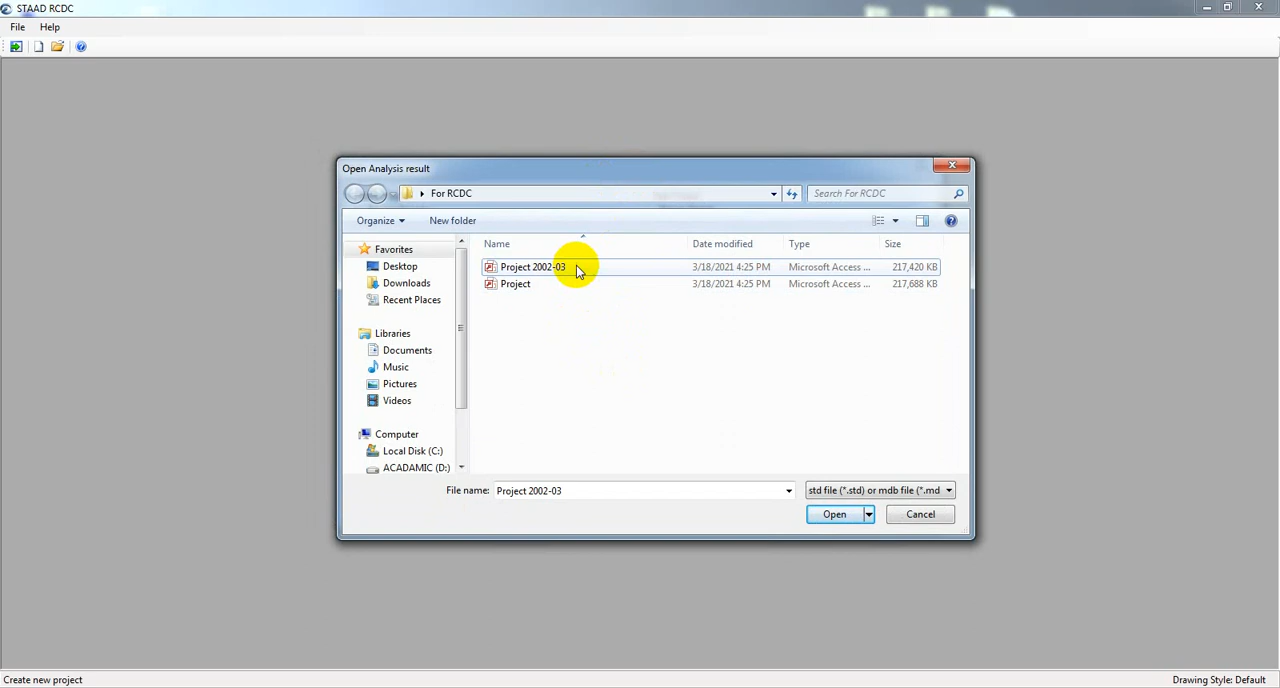 STAAD RCDC
File Help
Open Analysis result
For RCDC
Search For RCDC
Organize New folder
Name Date modified Type Size
Favorites
Desktop
Downloads
Recent Places
Libraries
Documents
Music
Pictures
Videos
Computer
Local Disk (C:)
ACADAMIC (D:)
Project 2002-03 3/18/2021 4:25 PM Microsoft Access ... 217,420 KB
Project 3/18/2021 4:25 PM Microsoft Access ... 217,688 KB
File name: Project 2002-03 std file (*.std) or mdb file (*.md
Open Cancel
Create new project Drawing Style: Default